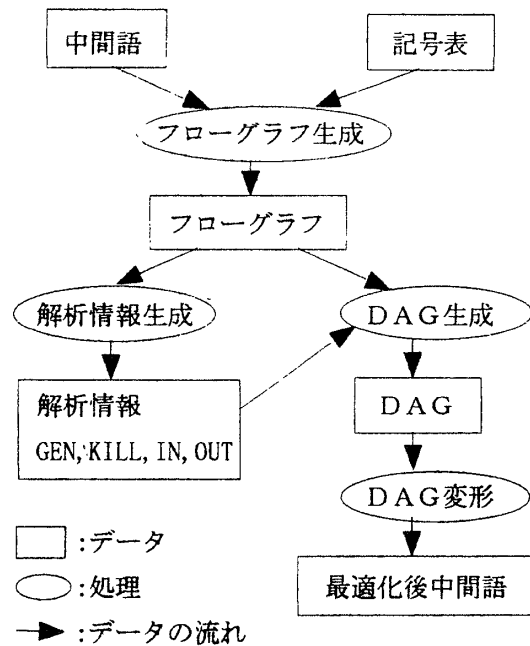 中間語
記号表
フローグラフ生成
フローグラフ
解析情報生成
DAG生成
解析情報
GEN, KILL, IN, OUT
DAG
DAG変形
最適化後中間語
:データ
:処理
:データの流れ